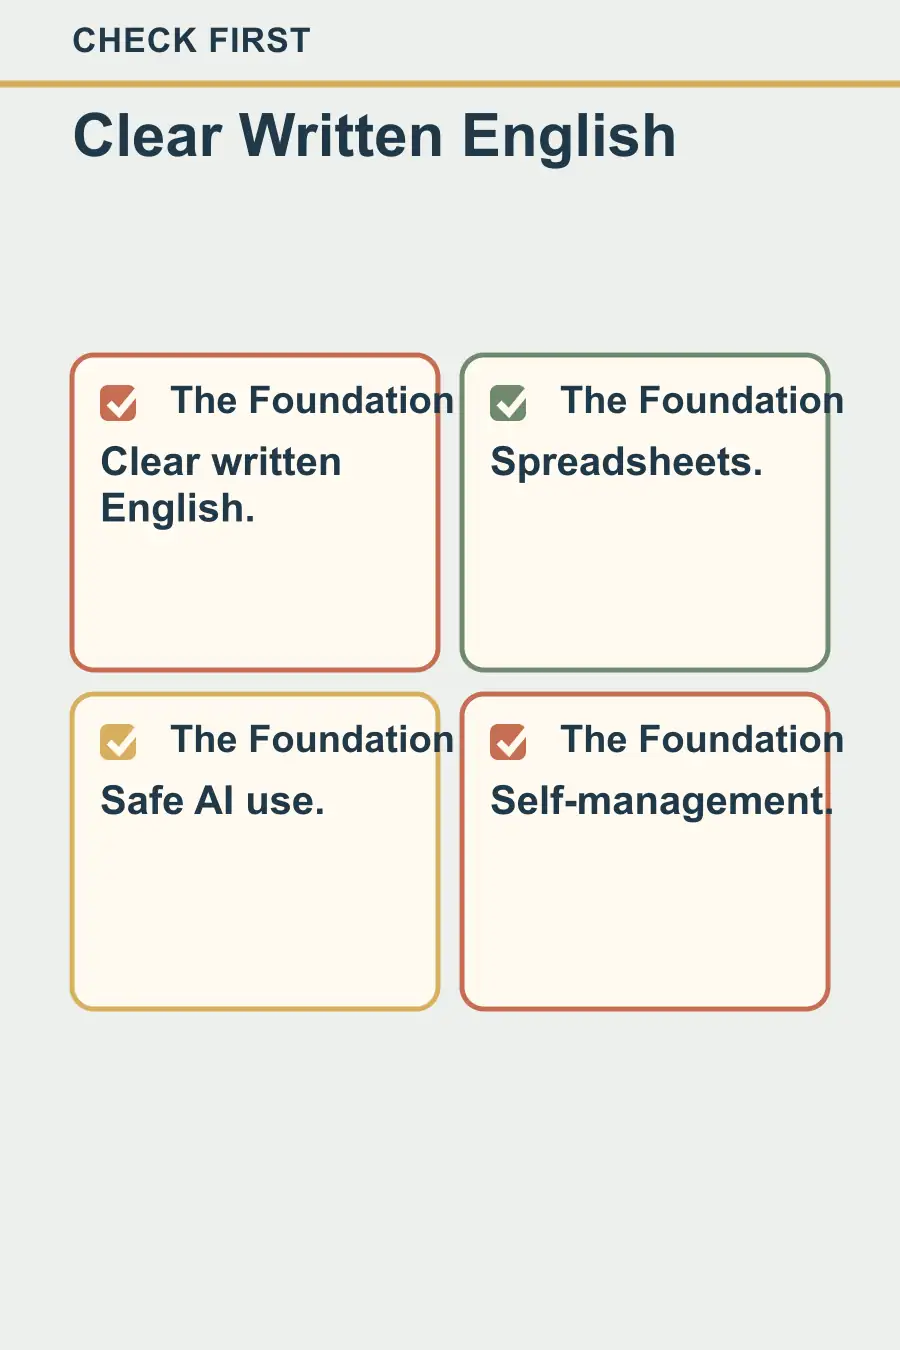 CHECK FIRST
Clear Written English
The Foundation
Clear written
English.
The Foundation
Spreadsheets.
The Foundation
Safe AI use.
The Foundation
Self-management.